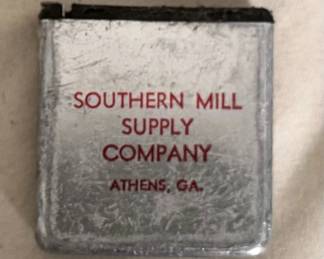 SOUTHERN MILL
SUPPLY
COMPANY
ATHENS, GA.